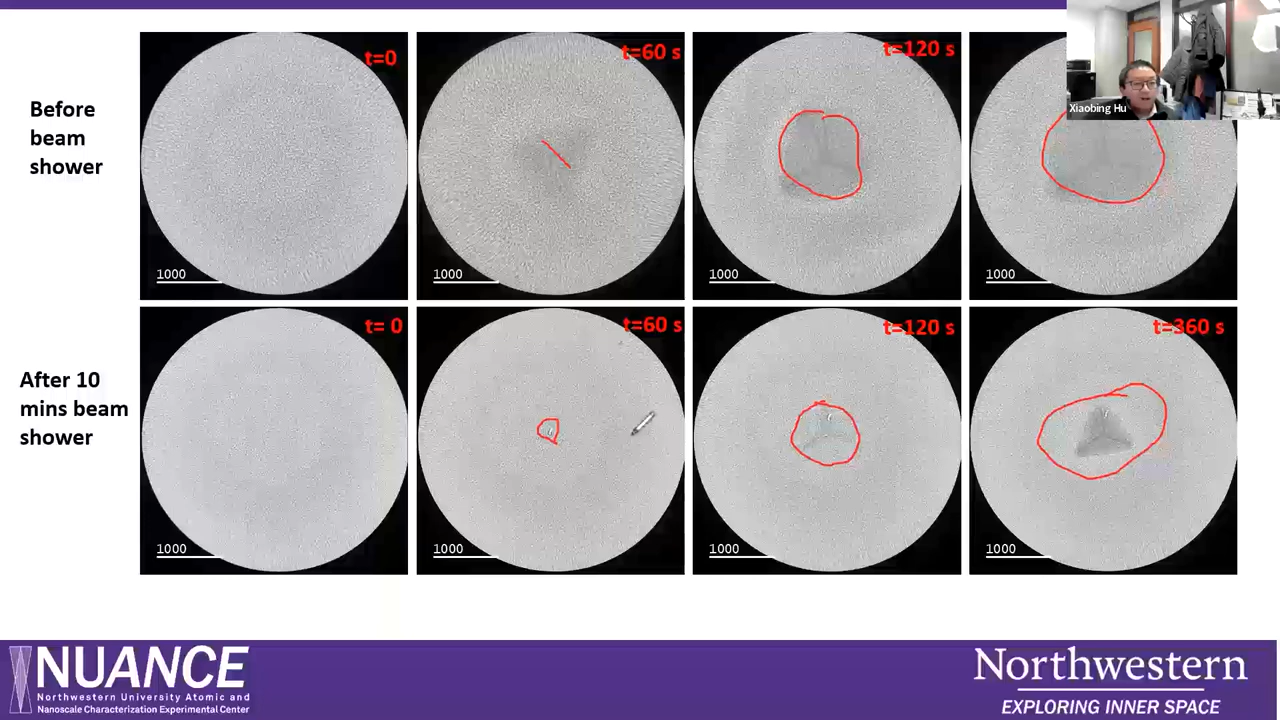 Before
beam
shower
t=0
1000
t=60 s
1000
t=120 s
1000
1000
Xiaobing Hu
After 10
mins beam
shower
t= 0
1000
t=60 s
1000
t=120 s
1000
t=360 s
1000
NUANCE
Northwestern University Atomic and
Nanoscale Characterization Experimental Center
Northwestern
EXPLORING INNER SPACE